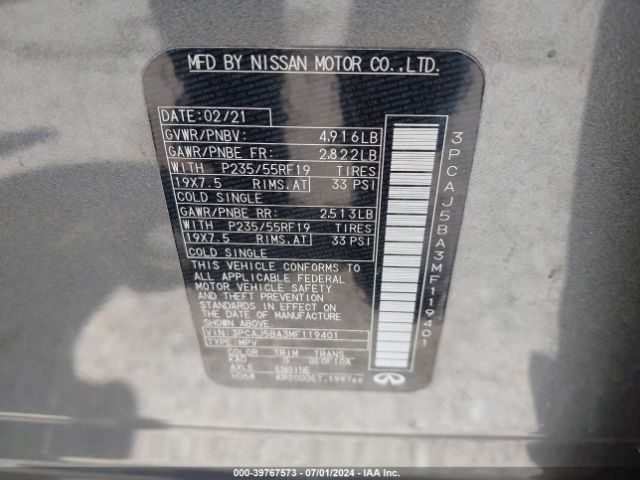 MFD BY NISSAN MOTOR CO.,LTD.
DATE: 02/21
GVWR/PNBV: 4,916LB
GAWR/PNBE FR: 2,822LB
WITH P235/55RF19 TIRES
19X7.5 RIMS.AT 33 PSI
COLD SINGLE
GAWR/PNBE RR: 2,513LB
WITH P235/55RF19 TIRES
19X7.5 RIMS.AT 33 PSI
COLD SINGLE
THIS VEHICLE CONFORMS TO
ALL APPLICABLE FEDERAL
MOTOR VEHICLE SAFETY
AND THEFT PREVENTION
STANDARDS IN EFFECT ON
THE DATE OF MANUFACTURE
SHOWN ABOVE.
VIN: 3PCAJ5BA3MF119401
TYPE: MPV
COLOR TRIM TRANS
KAD G
AXLE ENGINE
KR20DDET.1997cc
3PCAJ5BA3MF119401
000-39767573 - 07/01/2024 - IAA Inc.